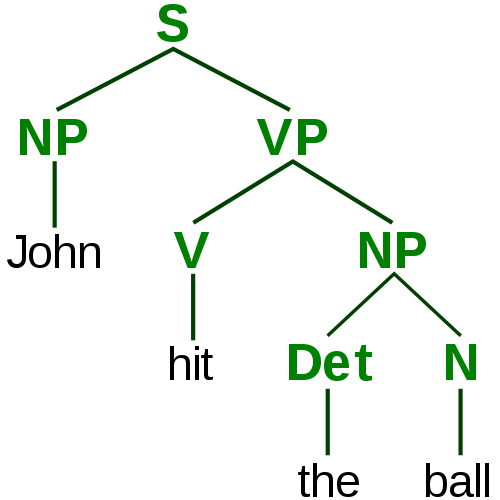 S
NP VP
John V NP
hit Det N
the ball